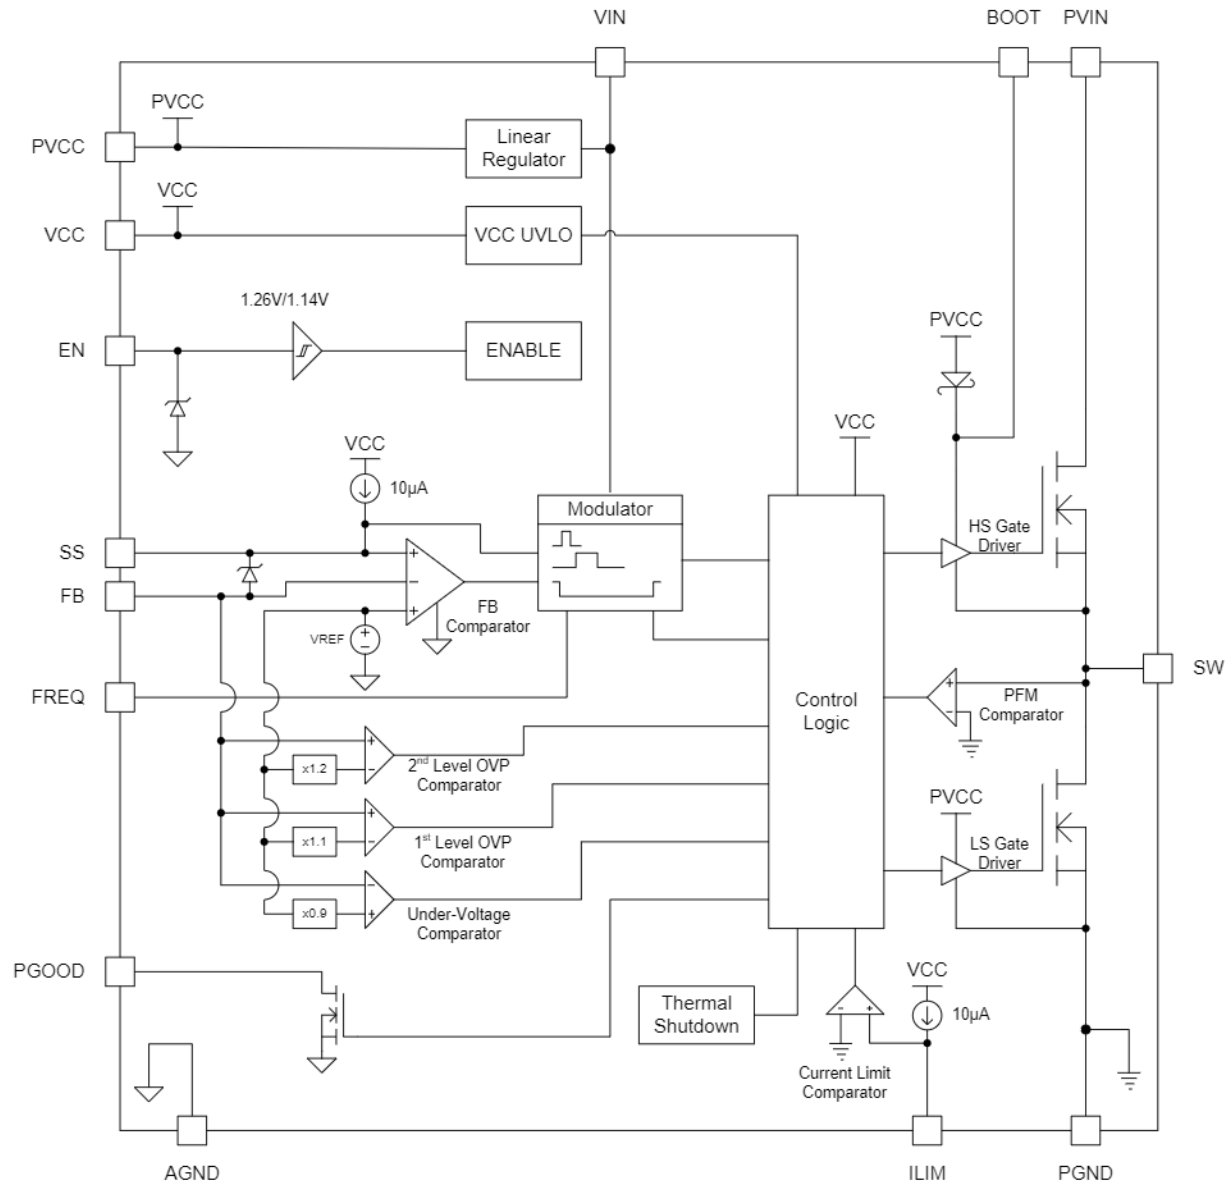 VIN
BOOT
PVIN
PVCC
PVCC
Linear
Regulator
VCC
VCC
VCC UVLO
1.26V/1.14V
EN
ENABLE
PVCC
VCC
VCC
10µA
Modulator
SS
FB
HS Gate
Driver
FB
Comparator
VREF
FREQ
SW
PFM
Comparator
Control
Logic
x1.2
2nd Level OVP
Comparator
PVCC
x1.1
1st Level OVP
Comparator
LS Gate
Driver
x0.9
Under-Voltage
Comparator
PGOOD
VCC
Thermal
Shutdown
10µA
Current Limit
Comparator
AGND
ILIM
PGND